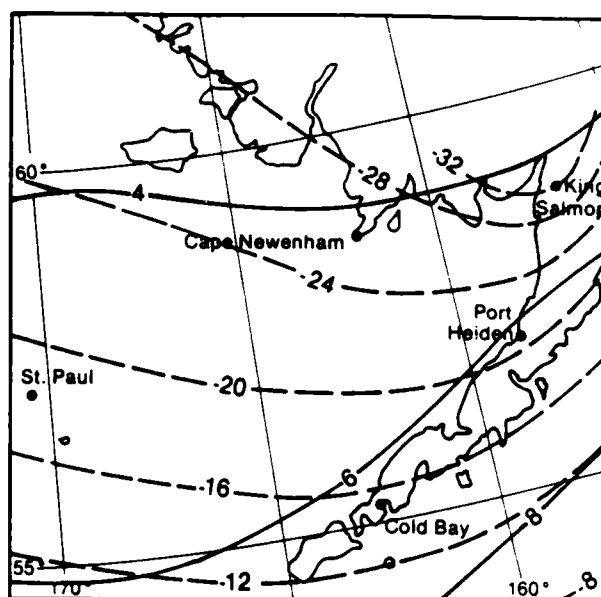 -32
-28
60°
4
King
Salmon
Cape Newenham
-24
Port
Heiden
St. Paul
-20
6
-16
8
Cold Bay
55°
170°
-12
160°
-8